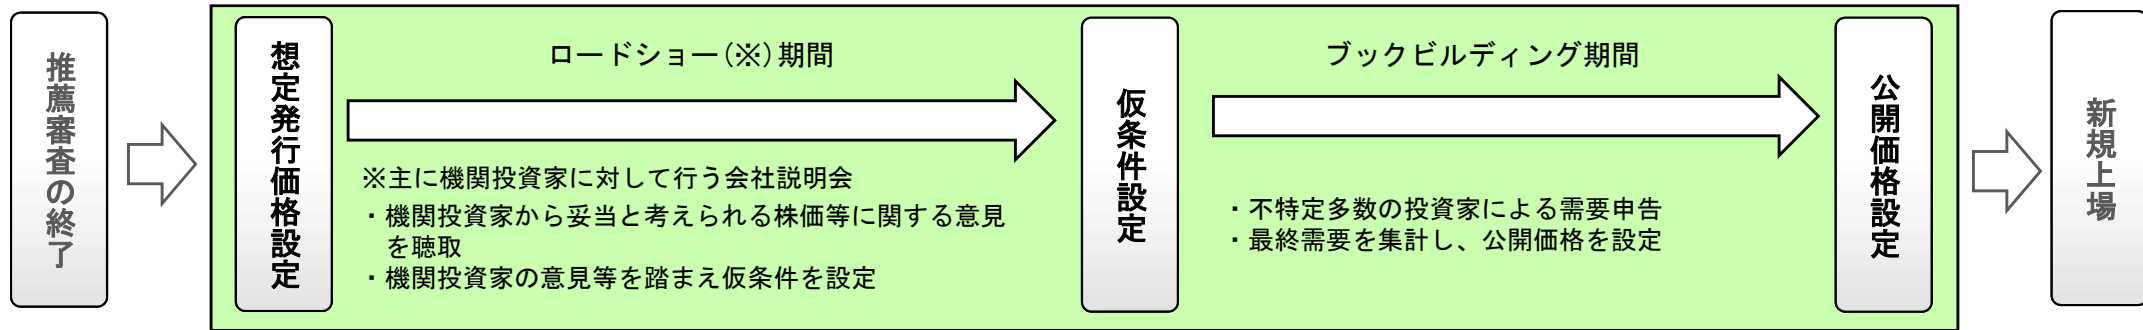 推薦審査の終了
想定発行価格設定
ロードショー(※)期間
※主に機関投資家に対して行う会社説明会
・機関投資家から妥当と考えられる株価等に関する意見
を聴取
・機関投資家の意見等を踏まえ仮条件を設定
仮条件設定
ブックビルディング期間
・不特定多数の投資家による需要申告
・最終需要を集計し、公開価格を設定
公開価格設定
新規上場